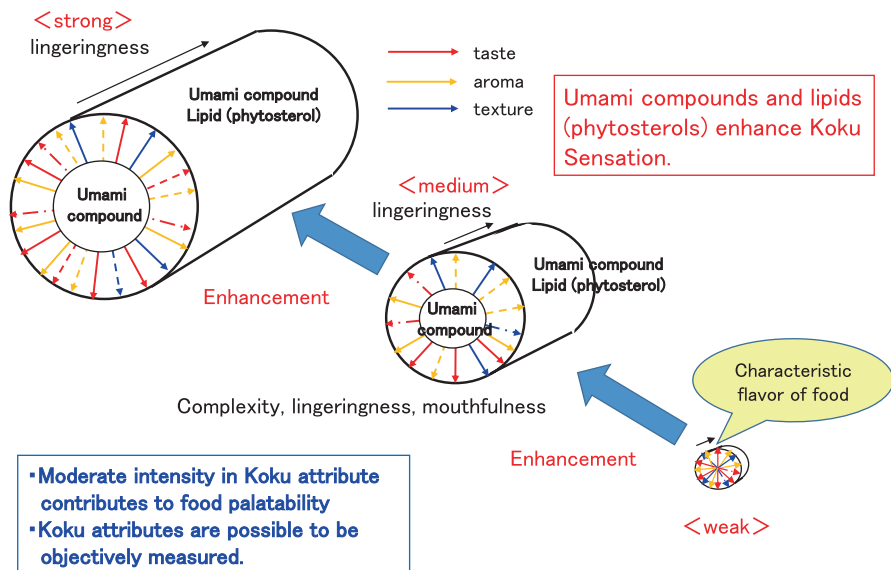 <strong>
lingeringness
Umami compound
Lipid (phytosterol)
Umami
compound
taste
aroma
texture
Umami compounds and lipids
(phytosterols) enhance Koku
Sensation.
<medium>
lingeringness
Umami compound
Lipid (phytosterol)
Umami
compound
Enhancement
Complexity, lingeringness, mouthfulness
Characteristic
flavor of food
Enhancement
<weak>
・Moderate intensity in Koku attribute
contributes to food palatability
・Koku attributes are possible to be
objectively measured.